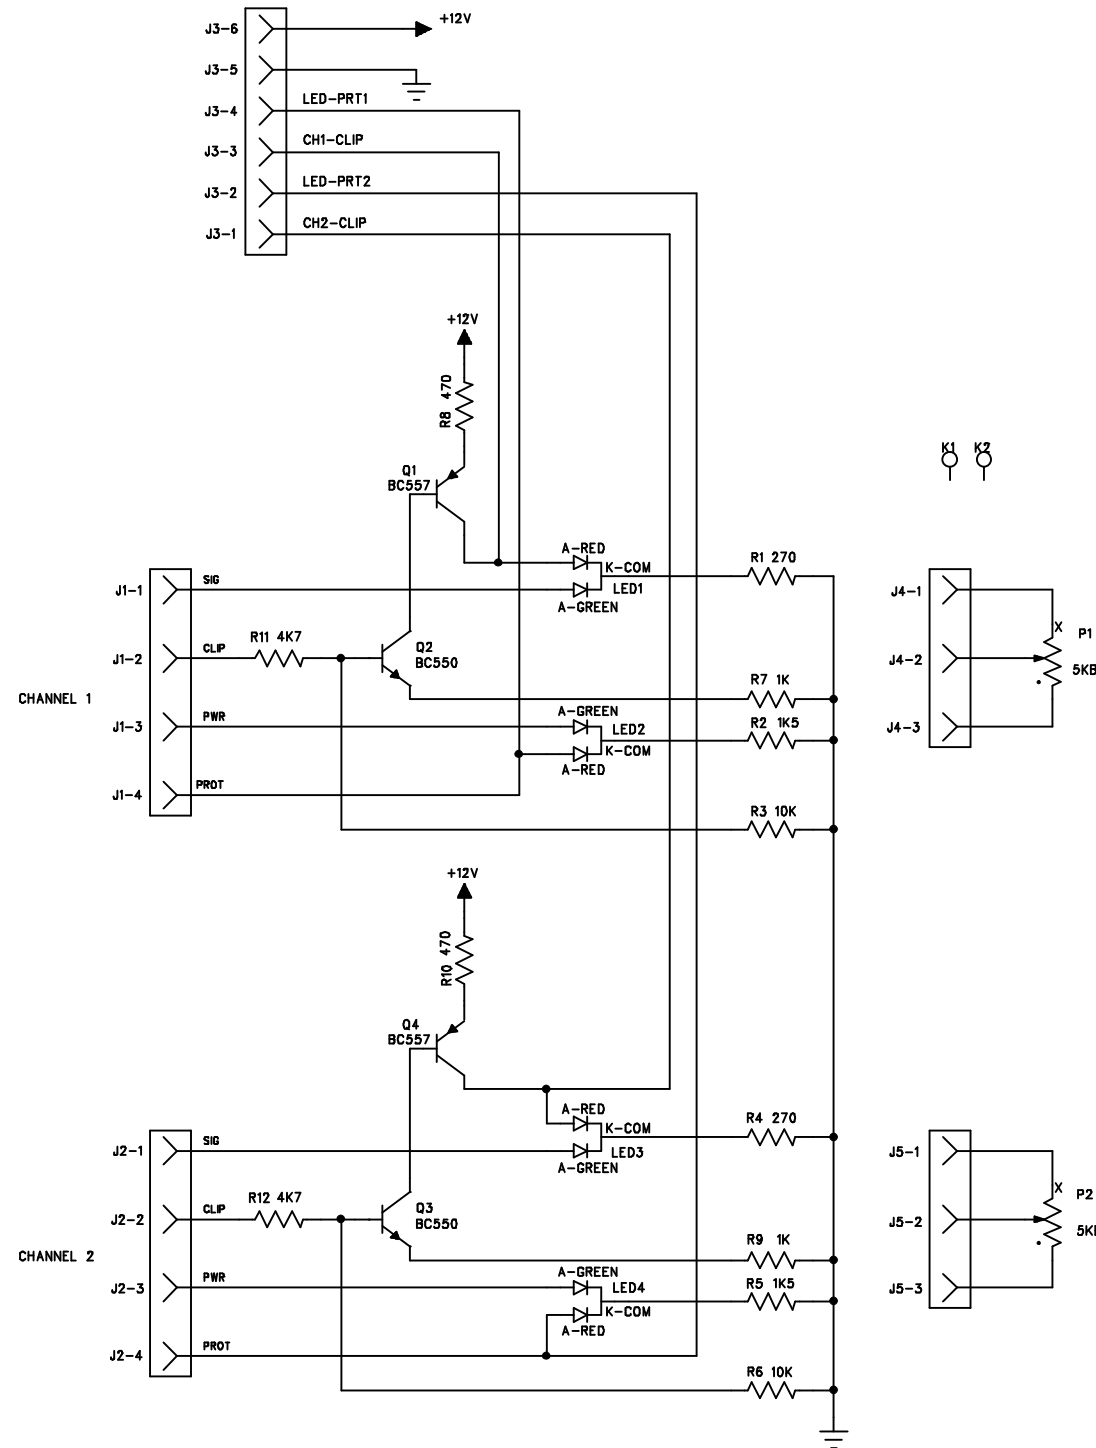 J3-6
+12V
J3-5
J3-4
LED-PRT1
J3-3
CH1-CLIP
J3-2
LED-PRT2
J3-1
CH2-CLIP
+12V
R8 470
Q1
BC557
K1 K2
A-RED
K-COM
LED1
A-GREEN
R1 270
J1-1
SIG
J1-2
CLIP
R11 4K7
Q2
BC550
CHANNEL 1
J1-3
PWR
A-GREEN
LED2
K-COM
A-RED
R7 1K
R2 1K5
J1-4
PROT
R3 10K
J4-1
X
P1
J4-2
J4-3
+12V
R10 470
Q4
BC557
A-RED
K-COM
LED3
A-GREEN
R4 270
J2-1
SIG
J2-2
CLIP
R12 4K7
Q3
BC550
CHANNEL 2
J2-3
PWR
A-GREEN
LED4
K-COM
A-RED
R9 1K
R5 1K5
J2-4
PROT
R6 10K
J5-1
X
P2
J5-2
J5-3